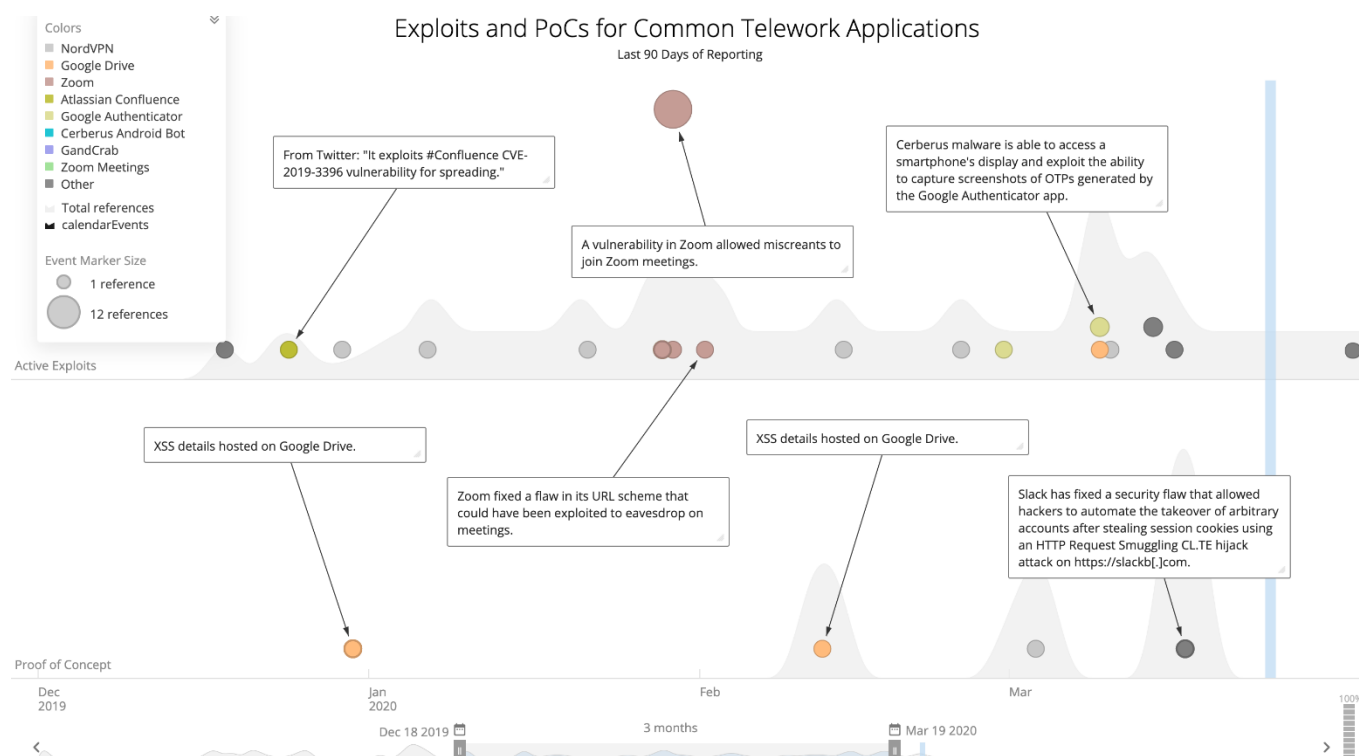 Exploits and PoCs for Common Telework Applications
Last 90 Days of Reporting
Colors
NordVPN
Google Drive
Zoom
Atlassian Confluence
Google Authenticator
Cerberus Android Bot
GandCrab
Zoom Meetings
Other
Total references
calendarEvents
Event Marker Size
1 reference
12 references
From Twitter: "It exploits #Confluence CVE-
2019-3396 vulnerability for spreading."
A vulnerability in Zoom allowed miscreants to
join Zoom meetings.
Cerberus malware is able to access a
smartphone's display and exploit the ability
to capture screenshots of OTPs generated by
the Google Authenticator app.
Active Exploits
XSS details hosted on Google Drive.
Zoom fixed a flaw in its URL scheme that
could have been exploited to eavesdrop on
meetings.
XSS details hosted on Google Drive.
Slack has fixed a security flaw that allowed
hackers to automate the takeover of arbitrary
accounts after stealing session cookies using
an HTTP Request Smuggling CL.TE hijack
attack on https://slackb[.]com.
Proof of Concept
Dec
2019
Jan
2020
Feb
Mar
100%
Dec 18 2019
3 months
Mar 19 2020